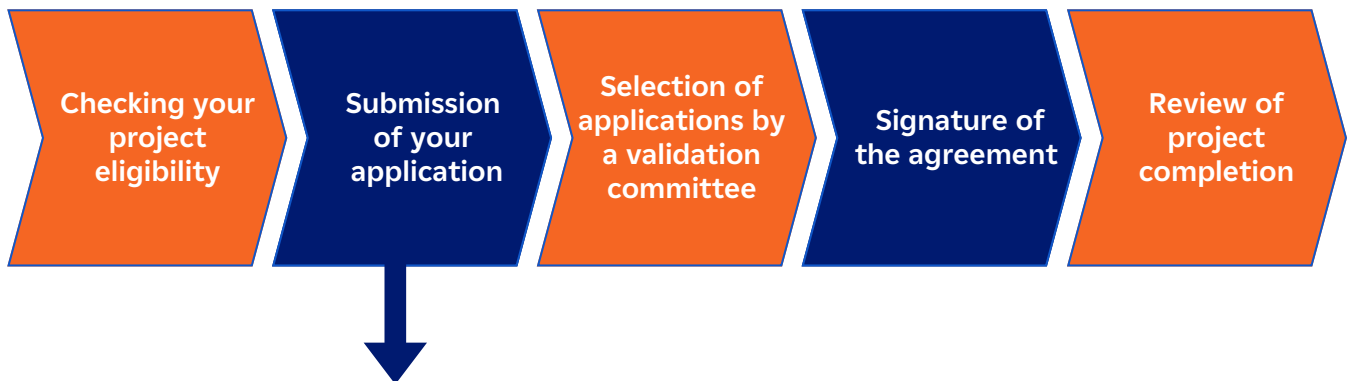 Checking your
project
eligibility
Submission
of your
application
Selection of
applications by
a validation
committee
Signature of
the agreement
Review of
project
completion